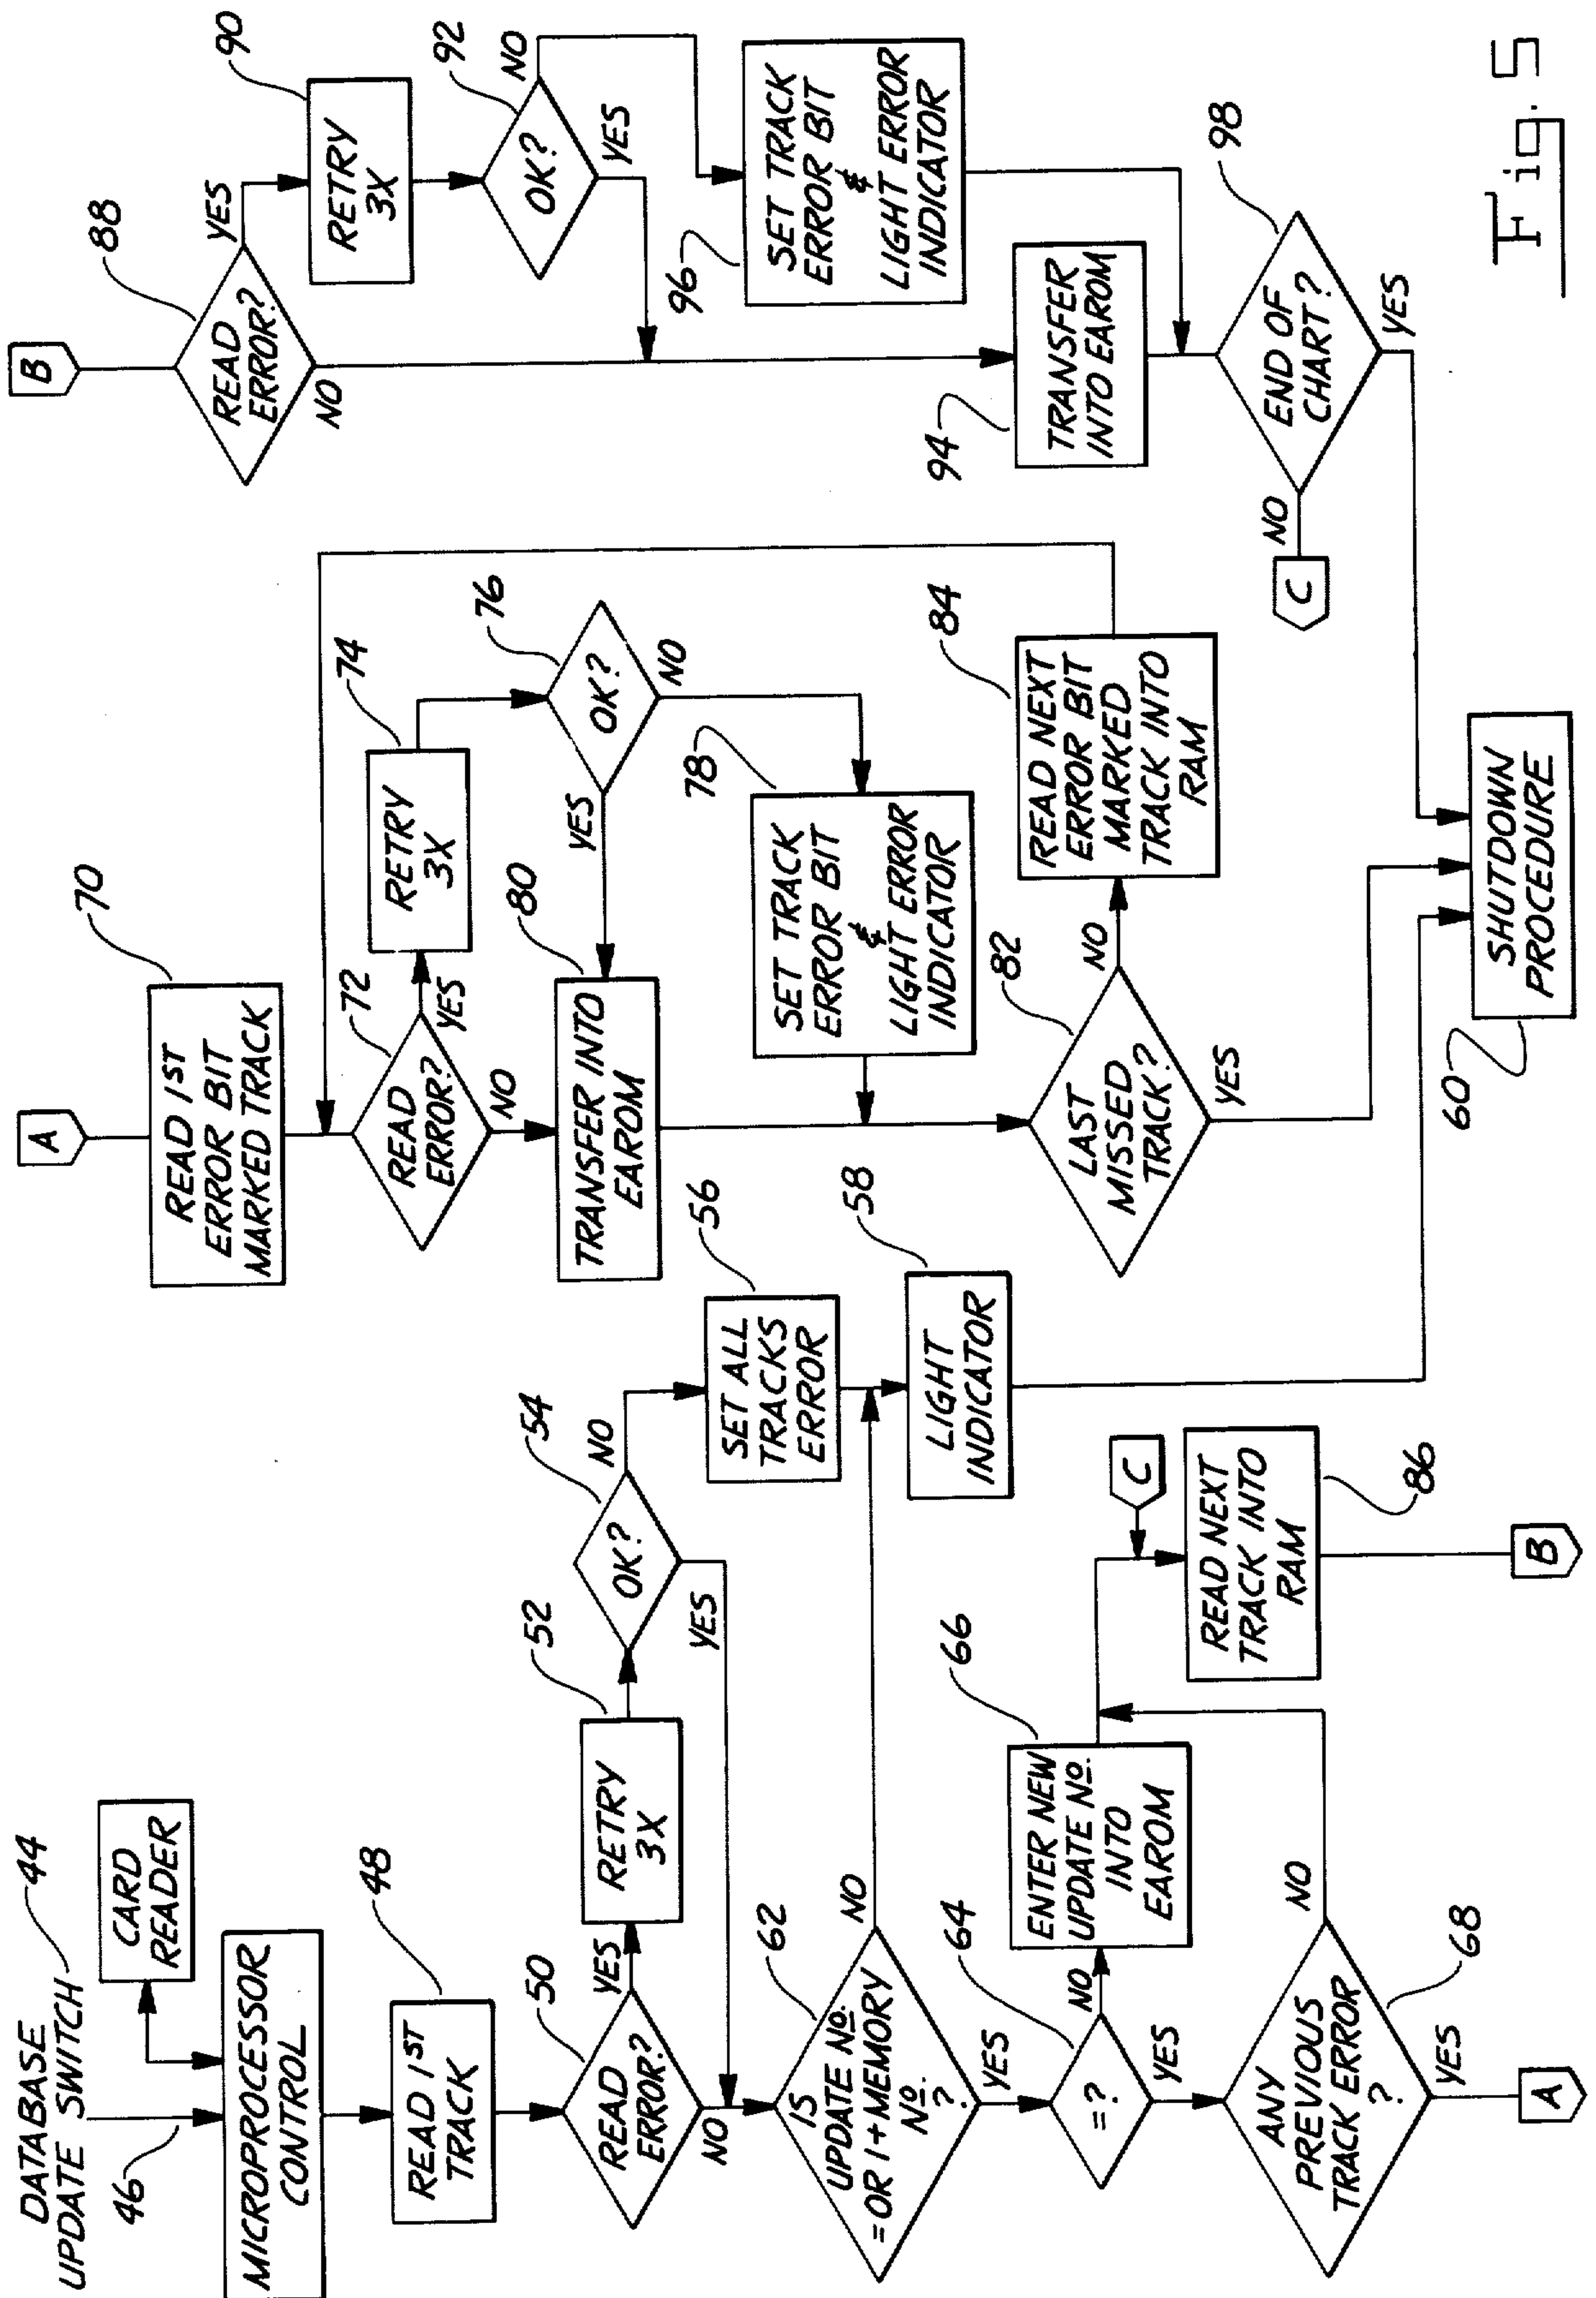 DATABASE
UPDATE SWITCH
44
46
CARD
READER
MICROPROCESSOR
CONTROL
48
READ 1ST
TRACK
50
READ
ERROR?
YES
NO
52
RETRY
3X
54
OK?
NO
YES
56
SET ALL
TRACKS
ERROR
58
LIGHT
INDICATOR
62
IS
UPDATE NO.
= OR 1 + MEMORY
NO.
?
NO
YES
64
=?
NO
YES
66
ENTER NEW
UPDATE NO.
INTO
EAROM
68
ANY
PREVIOUS
TRACK ERROR
?
NO
YES
A
C
READ NEXT
TRACK INTO
RAM
86
B
A
70
READ 1ST
ERROR BIT
MARKED TRACK
72
READ
ERROR?
YES
NO
74
RETRY
3X
76
OK?
YES
NO
80
TRANSFER INTO
EAROM
78
SET TRACK
ERROR BIT
&
LIGHT ERROR
INDICATOR
82
LAST
MISSED
TRACK?
NO
YES
84
READ NEXT
ERROR BIT
MARKED
TRACK INTO
RAM
60
SHUTDOWN
PROCEDURE
B
88
READ
ERROR?
YES
NO
90
RETRY
3X
92
OK?
NO
YES
96
SET TRACK
ERROR BIT
&
LIGHT ERROR
INDICATOR
94
TRANSFER
INTO EAROM
98
END OF
CHART?
NO
YES
C
Fig. 5